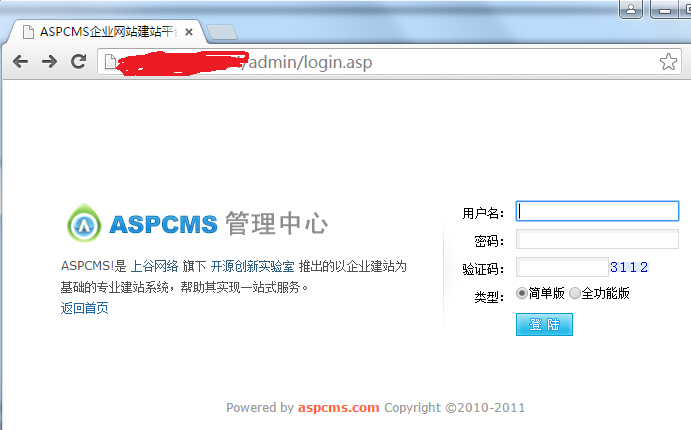 ASPCMS企业网站建站平
/admin/login.asp
ASPCMS 管理中心
ASPCMS!是 上谷网络 旗下 开源创新实验室 推出的以企业建站为
基础的专业建站系统，帮助其实现一站式服务。
返回首页
用户名：
密码：
验证码： 3112
类型： 简单版 全功能版
登 陆
Powered by aspcms.com Copyright ©2010-2011